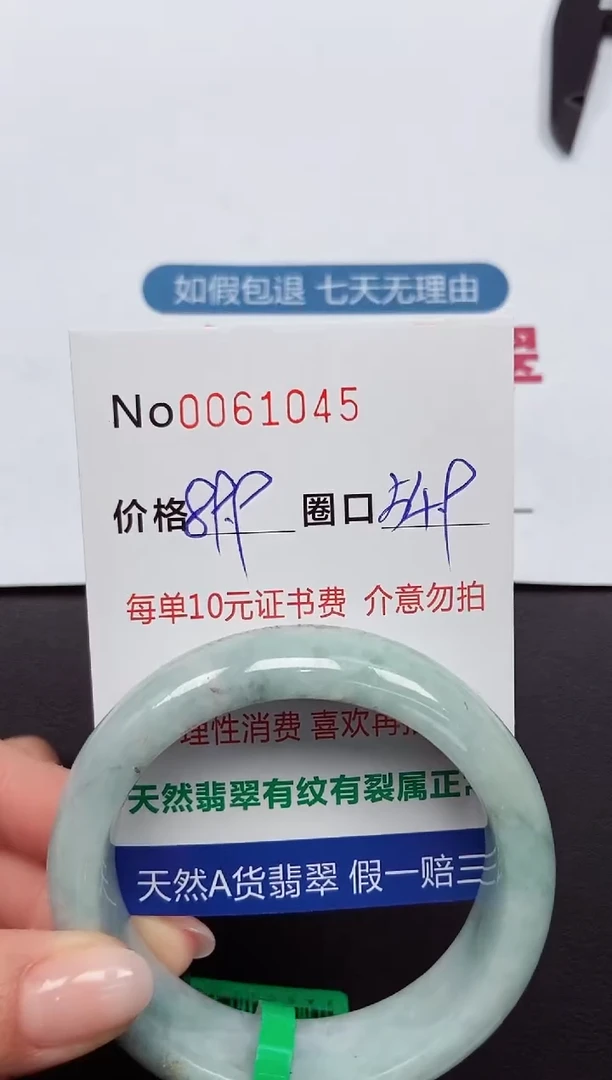 如假包退 七天无理由
No0061045
价格 圈口
每单10元证书费 介意勿拍
理性消费 喜欢再
天然翡翠有纹有裂属正
天然A货翡翠 假一赔三